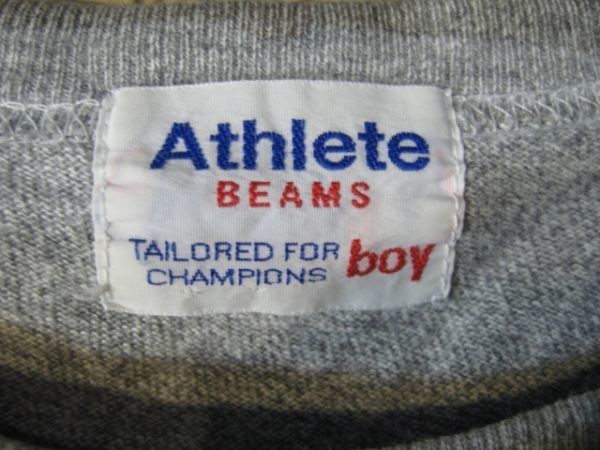 Athlete
BEAMS
TAILORED FOR
CHAMPIONS boy